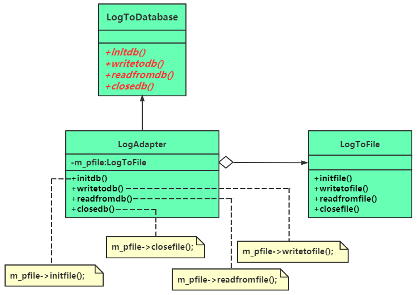 LogToDatabase
+initdb()
+writetodb()
+readfromdb()
+closedb()
LogAdapter
-m_pfile:LogToFile
+initdb()
+writetodb()
+readfromdb()
+closedb()
LogToFile
+initfile()
+writetofile()
+readfromfile()
+closefile()
m_pfile->closefile();
m_pfile->writetofile();
m_pfile->initfile();
m_pfile->readfromfile();